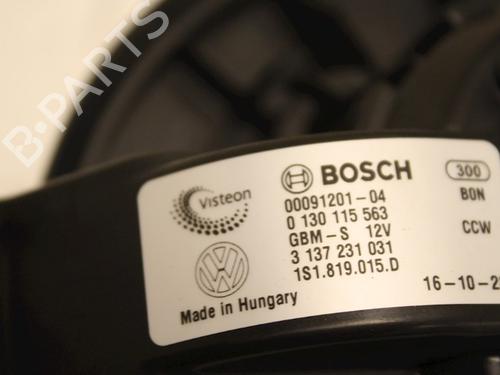 B-PARTS
Visteon
BOSCH
300
00091201-04
BON
0 130 115 563
GBM-S 12V
CCW
3 137 231 031
1S1.819.015.D
Made in Hungary
16-10-2